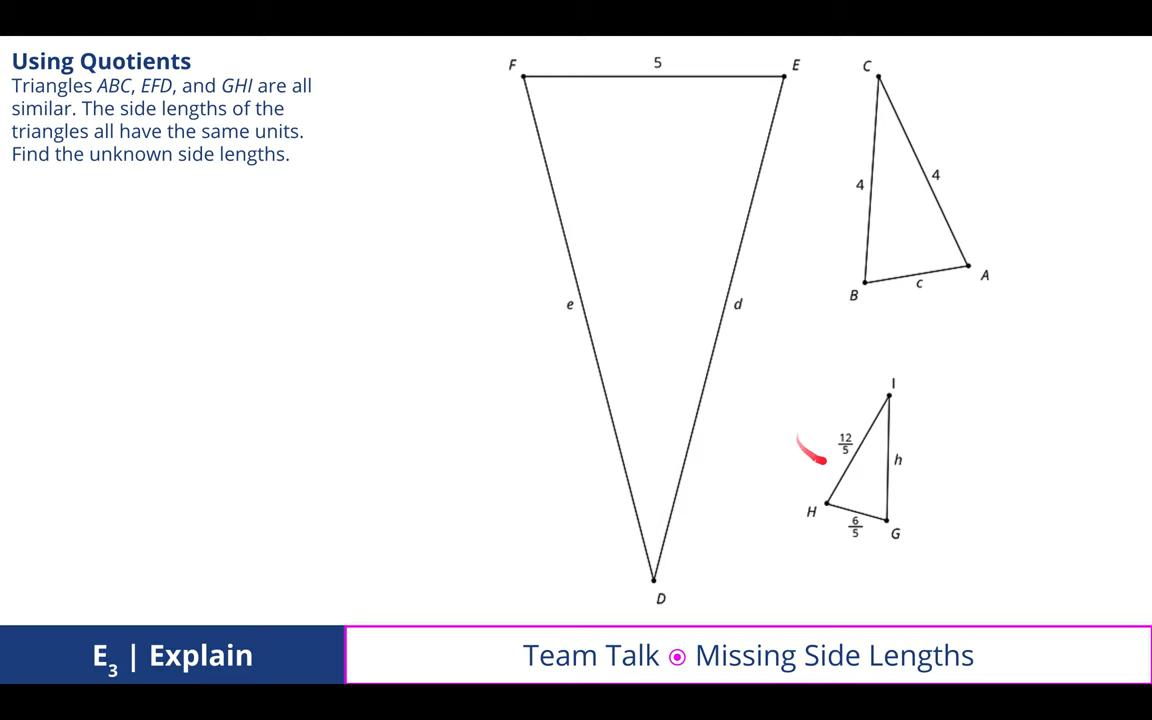 Using Quotients
Triangles ABC, EFD, and GHI are all
similar. The side lengths of the
triangles all have the same units.
Find the unknown side lengths.
F
5
E
e
d
D
C
4
4
B
c
A
I
12/5
h
H
6/5
G
E3 | Explain
Team Talk ⦿ Missing Side Lengths